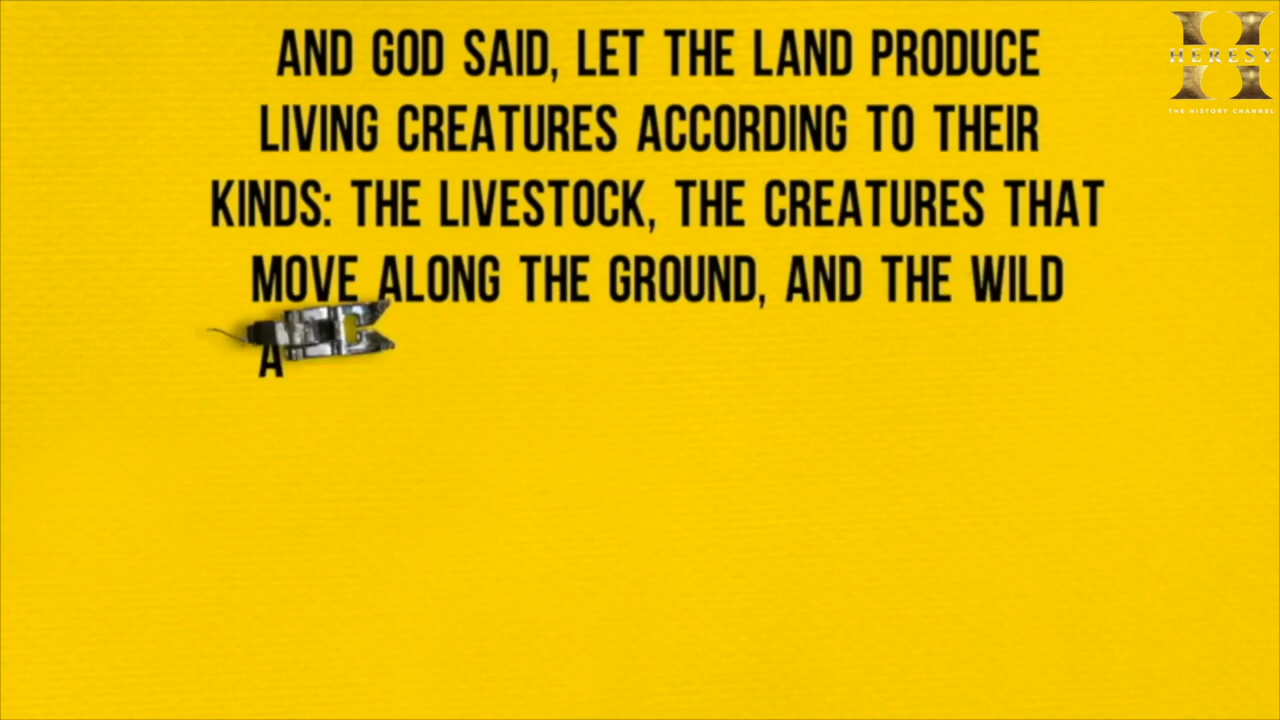 AND GOD SAID, LET THE LAND PRODUCE
LIVING CREATURES ACCORDING TO THEIR
KINDS: THE LIVESTOCK, THE CREATURES THAT
MOVE ALONG THE GROUND, AND THE WILD
A
H
HERESY
THE HISTORY CHANNEL